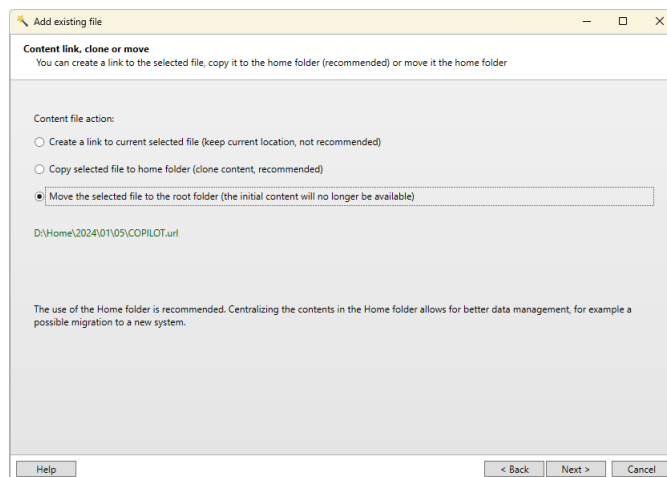 Add existing file
Content link, clone or move
You can create a link to the selected file, copy it to the home folder (recommended) or move it the home folder
Content file action:
Create a link to current selected file (keep current location, not recommended)
Copy selected file to home folder (clone content, recommended)
Move the selected file to the root folder (the initial content will no longer be available)
D:\Home\2024\01\05\COPILOT.url
The use of the Home folder is recommended. Centralizing the contents in the Home folder allows for better data management, for example a
possible migration to a new system.
Help
< Back
Next >
Cancel